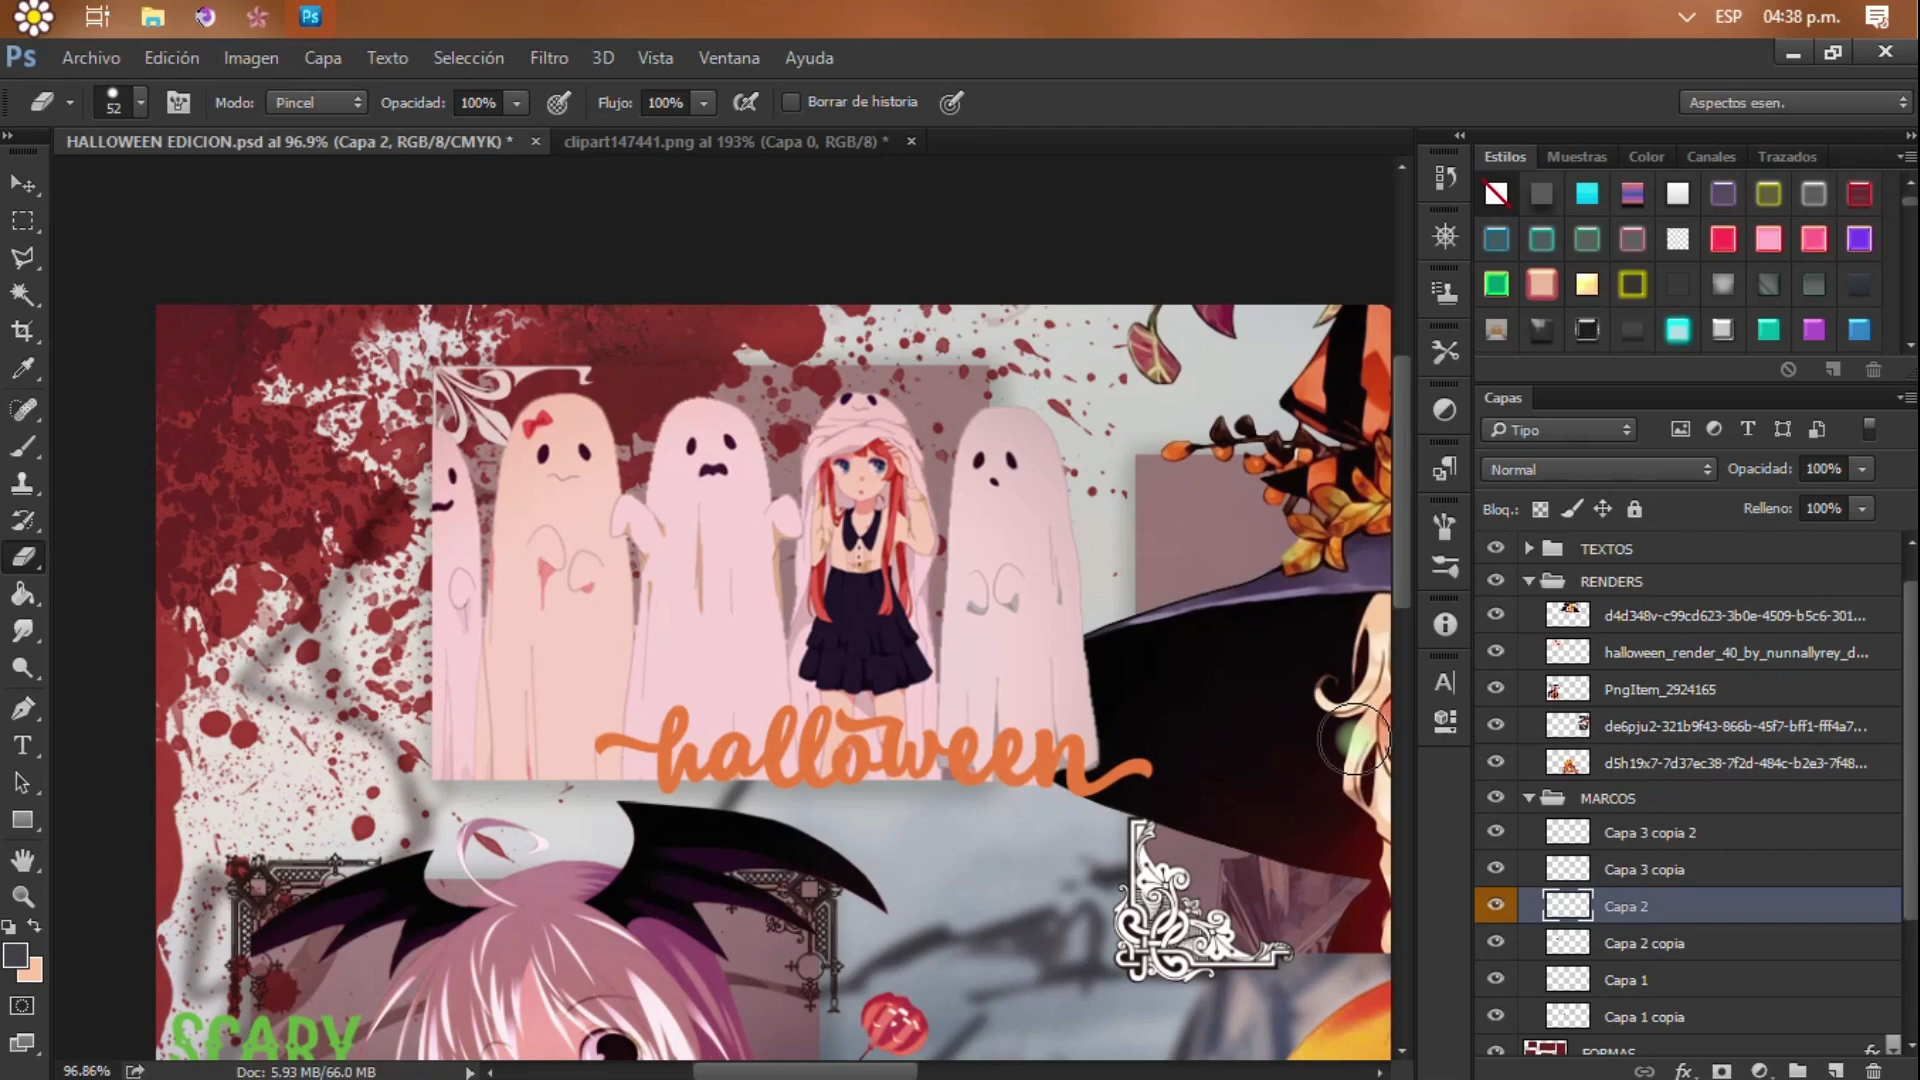 Ps
ESP
04:38 p.m.
Ps
Archivo
Edición
Imagen
Capa
Texto
Selección
Filtro
3D
Vista
Ventana
Ayuda
52
Modo:
Pincel
Opacidad:
100%
Flujo:
100%
Borrar de historia
Aspectos esen.
HALLOWEEN EDICION.psd al 96.9% (Capa 2, RGB/8/CMYK) *
clipart147441.png al 193% (Capa 0, RGB/8) *
Estilos
Muestras
Color
Canales
Trazados
Capas
Tipo
Normal
Opacidad:
100%
Bloq.:
Relleno:
100%
TEXTOS
RENDERS
d4d348v-c99cd623-3b0e-4509-b5c6-301...
halloween_render_40_by_nunnallyrey_d...
PngItem_2924165
de6pju2-321b9f43-866b-45f7-bff1-fff4a7...
d5h19x7-7d37ec38-7f2d-484c-b2e3-7f48...
MARCOS
Capa 3 copia 2
Capa 3 copia
Capa 2
Capa 2 copia
Capa 1
Capa 1 copia
FORMAS
fx
fx
halloween
SCARY
96.86%
Doc: 5.93 MB/66.0 MB